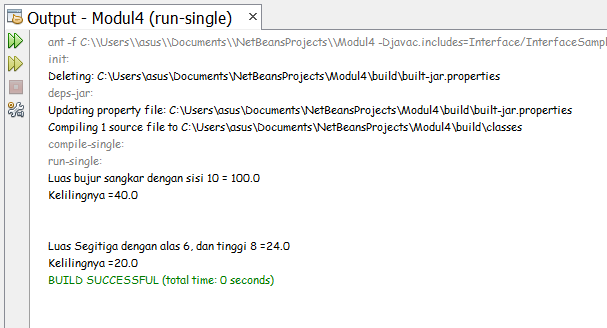 Output - Modul4 (run-single) ×
ant -f C:\\Users\\asus\\Documents\\NetBeansProjects\\Modul4 -Djavac.includes=Interface/InterfaceSampl
init:
Deleting: C:\Users\asus\Documents\NetBeansProjects\Modul4\build\built-jar.properties
deps-jar:
Updating property file: C:\Users\asus\Documents\NetBeansProjects\Modul4\build\built-jar.properties
Compiling 1 source file to C:\Users\asus\Documents\NetBeansProjects\Modul4\build\classes
compile-single:
run-single:
Luas bujur sangkar dengan sisi 10 = 100.0
Kelilingnya =40.0
Luas Segitiga dengan alas 6, dan tinggi 8 =24.0
Kelilingnya =20.0
BUILD SUCCESSFUL (total time: 0 seconds)